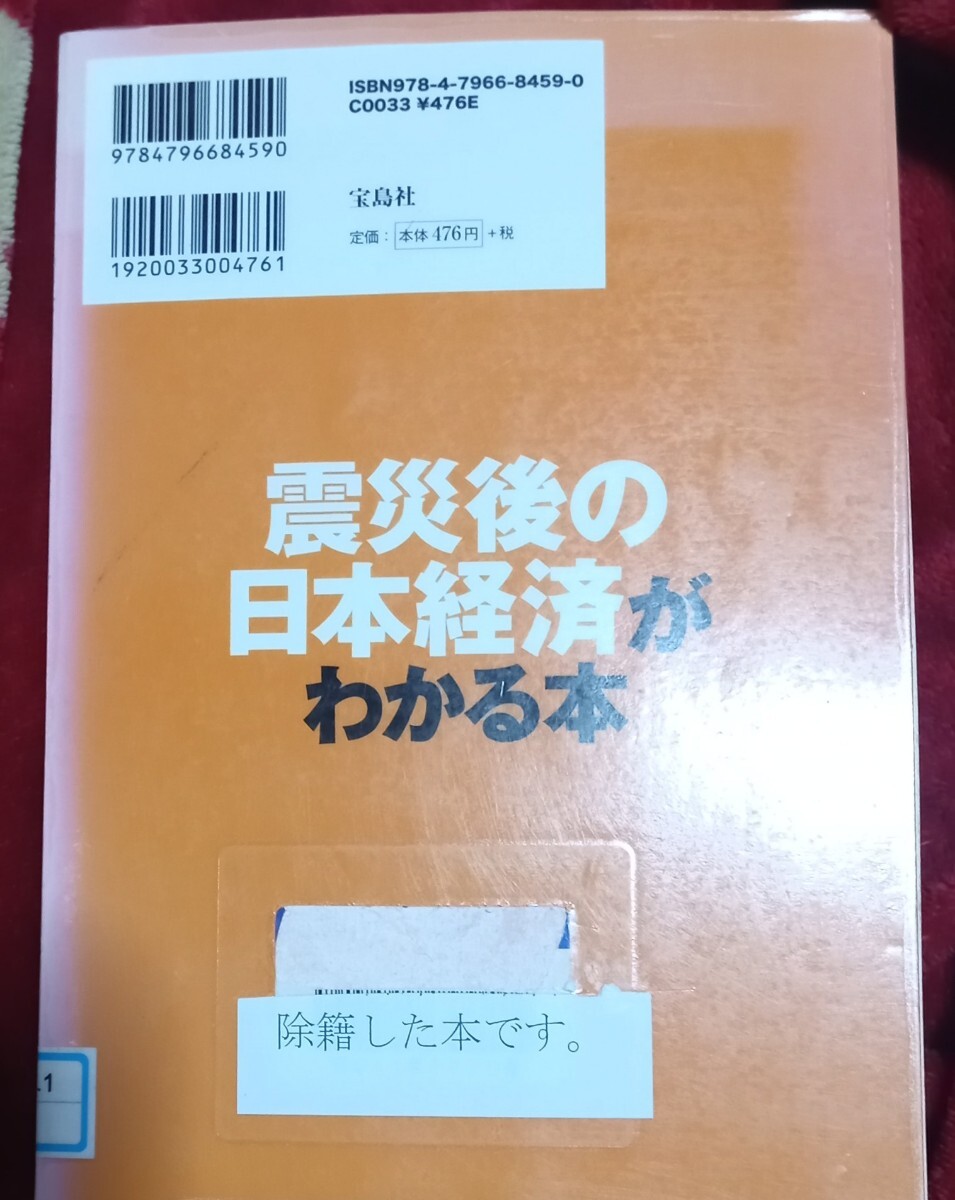 ISBN978-4-7966-8459-0
C0033 ¥476E
9784796684590
宝島社
定価：本体476円+税
1920033004761
震災後の
日本経済が
わかる本
除籍した本です。
.1